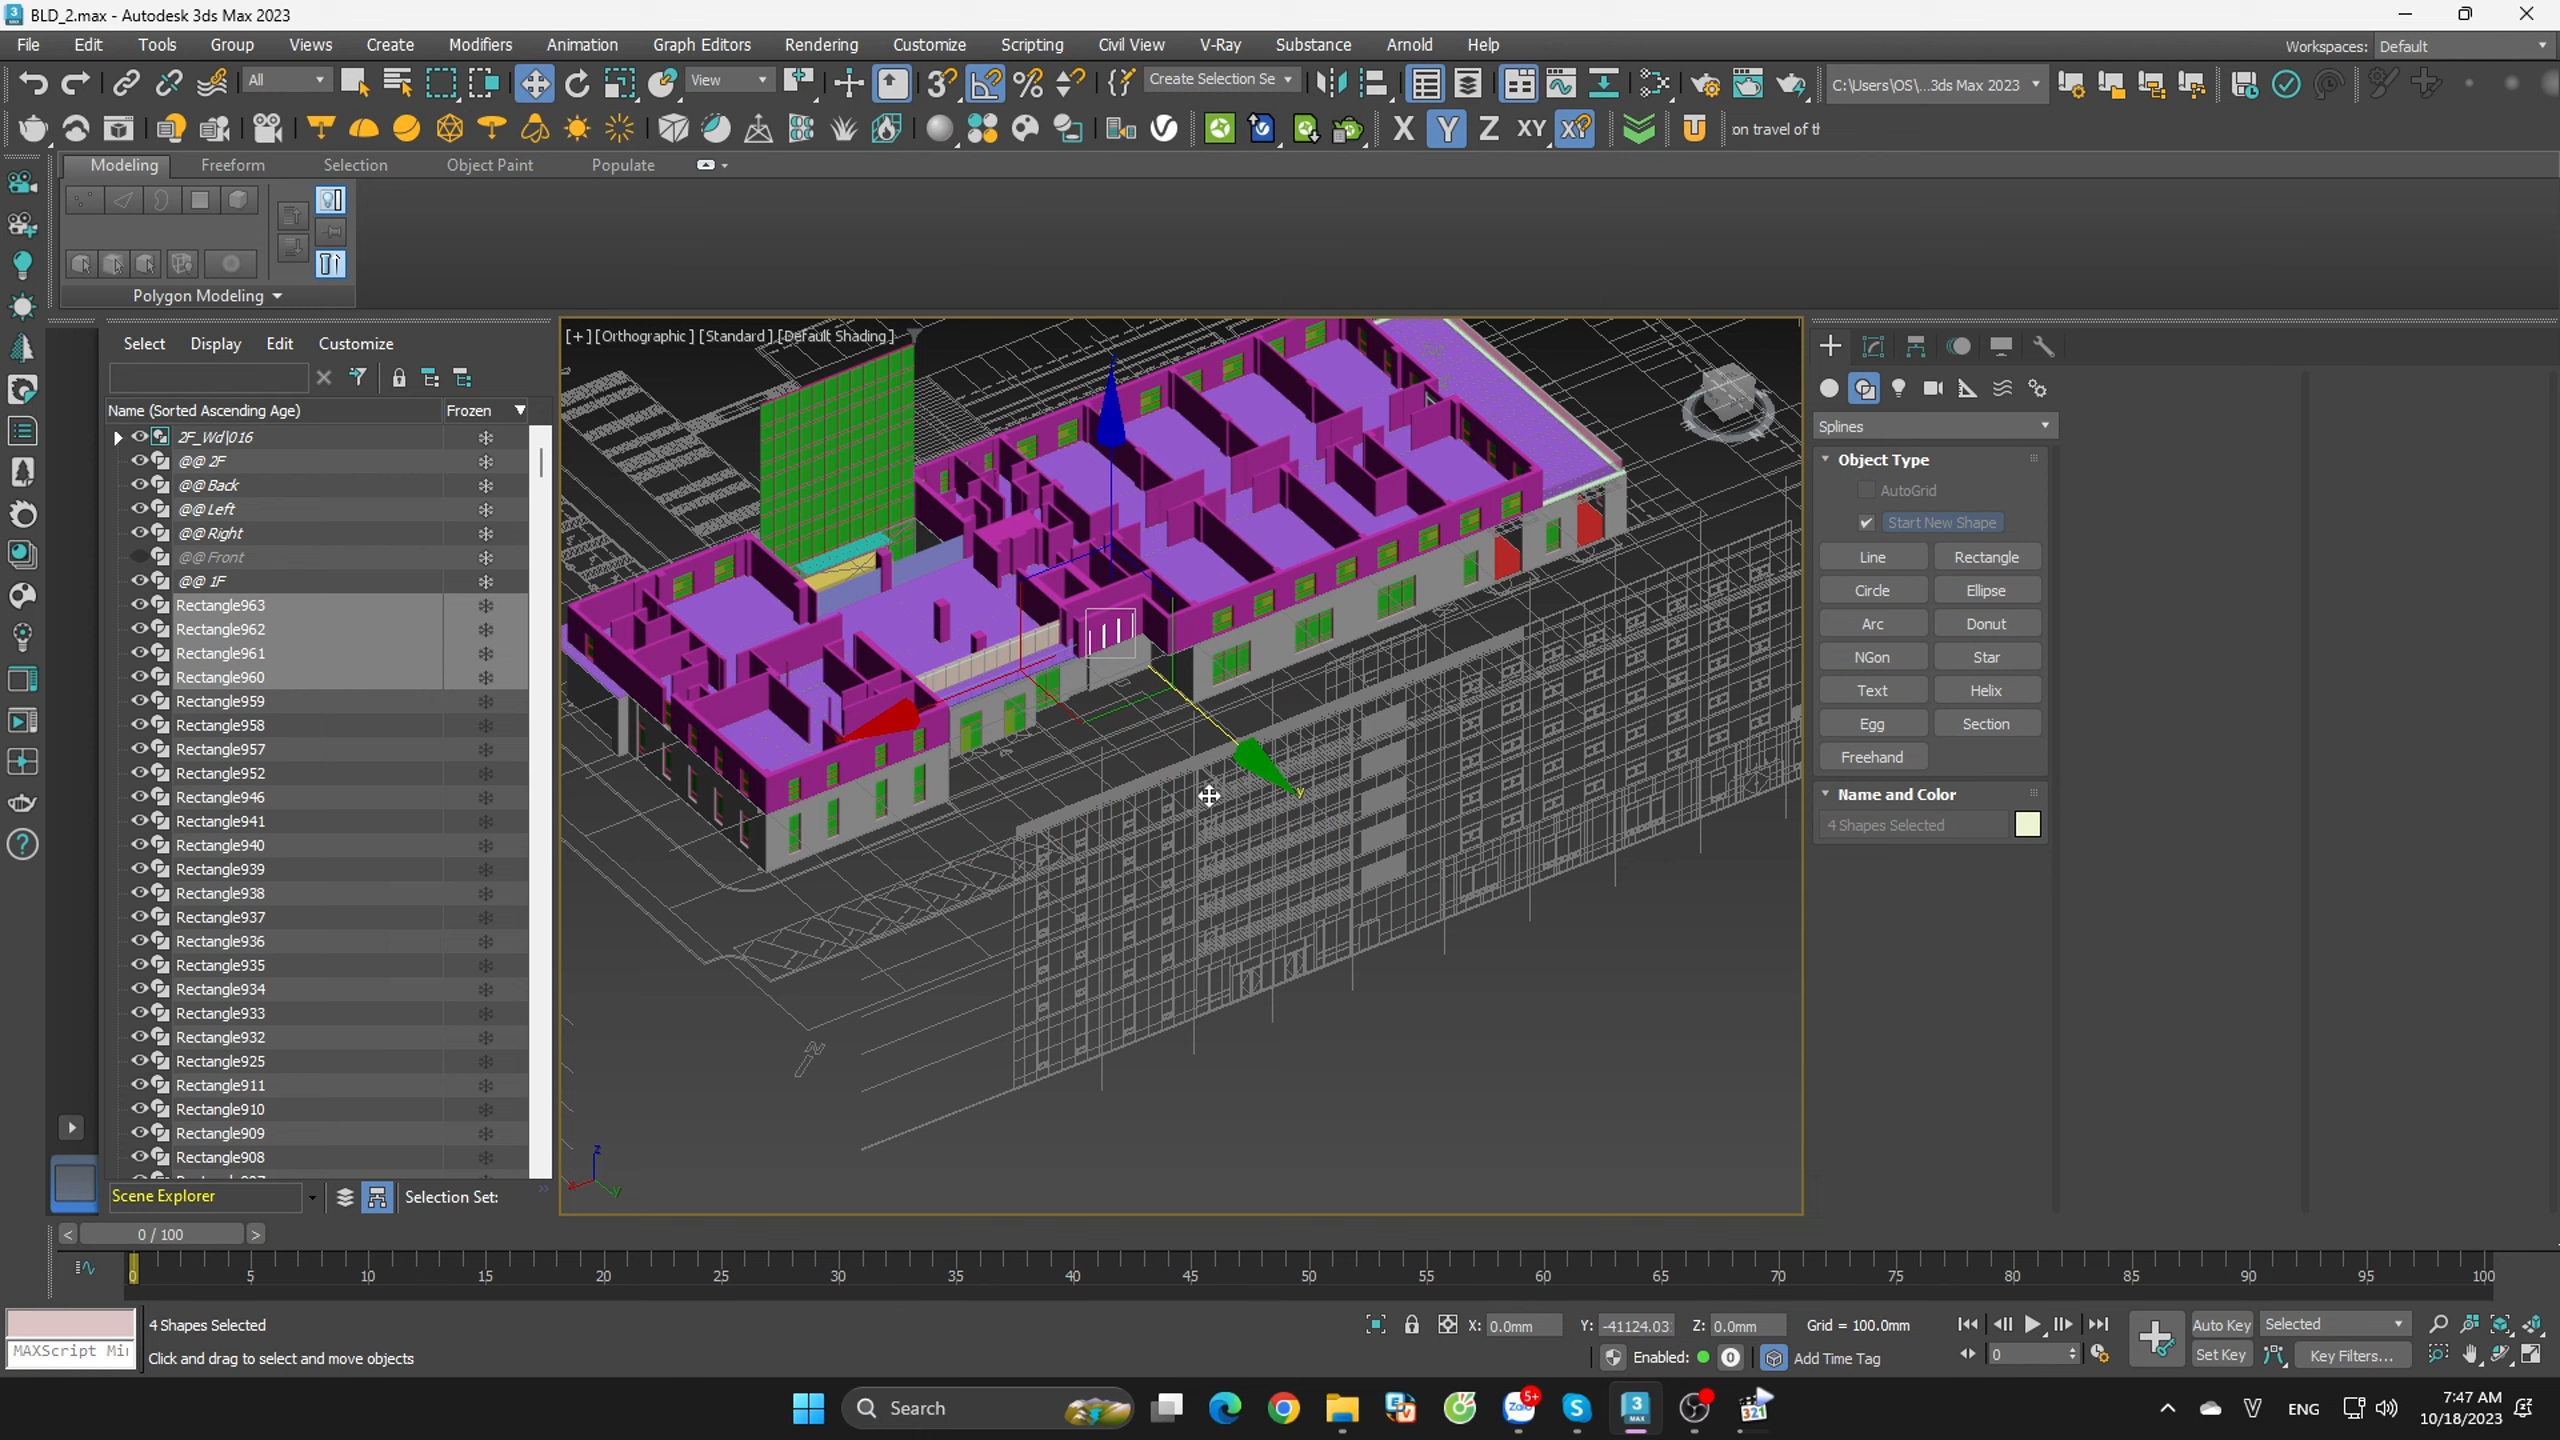 BLD_2.max - Autodesk 3ds Max 2023
File Edit Tools Group Views Create Modifiers Animation Graph Editors Rendering Customize Scripting Civil View V-Ray Substance Arnold Help
Workspaces: Default
All
View
Create Selection Se
C:\Users\OS\...3ds Max 2023
X Y Z XY
on travel of tl
Modeling Freeform Selection Object Paint Populate
Polygon Modeling
Select Display Edit Customize
Name (Sorted Ascending Age) Frozen
2F_Wd|016
@@ 2F
@@ Back
@@ Left
@@ Right
@@ Front
@@ 1F
Rectangle963
Rectangle962
Rectangle961
Rectangle960
Rectangle959
Rectangle958
Rectangle957
Rectangle952
Rectangle946
Rectangle941
Rectangle940
Rectangle939
Rectangle938
Rectangle937
Rectangle936
Rectangle935
Rectangle934
Rectangle933
Rectangle932
Rectangle925
Rectangle911
Rectangle910
Rectangle909
Rectangle908
Scene Explorer
Selection Set:
[+] [Orthographic] [Standard] [Default Shading]
y
z
y
Splines
Object Type
AutoGrid
Start New Shape
Line Rectangle
Circle Ellipse
Arc Donut
NGon Star
Text Helix
Egg Section
Freehand
Name and Color
4 Shapes Selected
0 / 100
0 5 10 15 20 25 30 35 40 45 50 55 60 65 70 75 80 85 90 95 100
4 Shapes Selected
Click and drag to select and move objects
MAXScript Mi
X: 0.0mm Y: -41124.03 Z: 0.0mm Grid = 100.0mm
Enabled: 0 Add Time Tag
0
Auto Key Selected
Set Key Key Filters...
Search
5+
Zalo
3
MAX
321
ENG
7:47 AM
10/18/2023